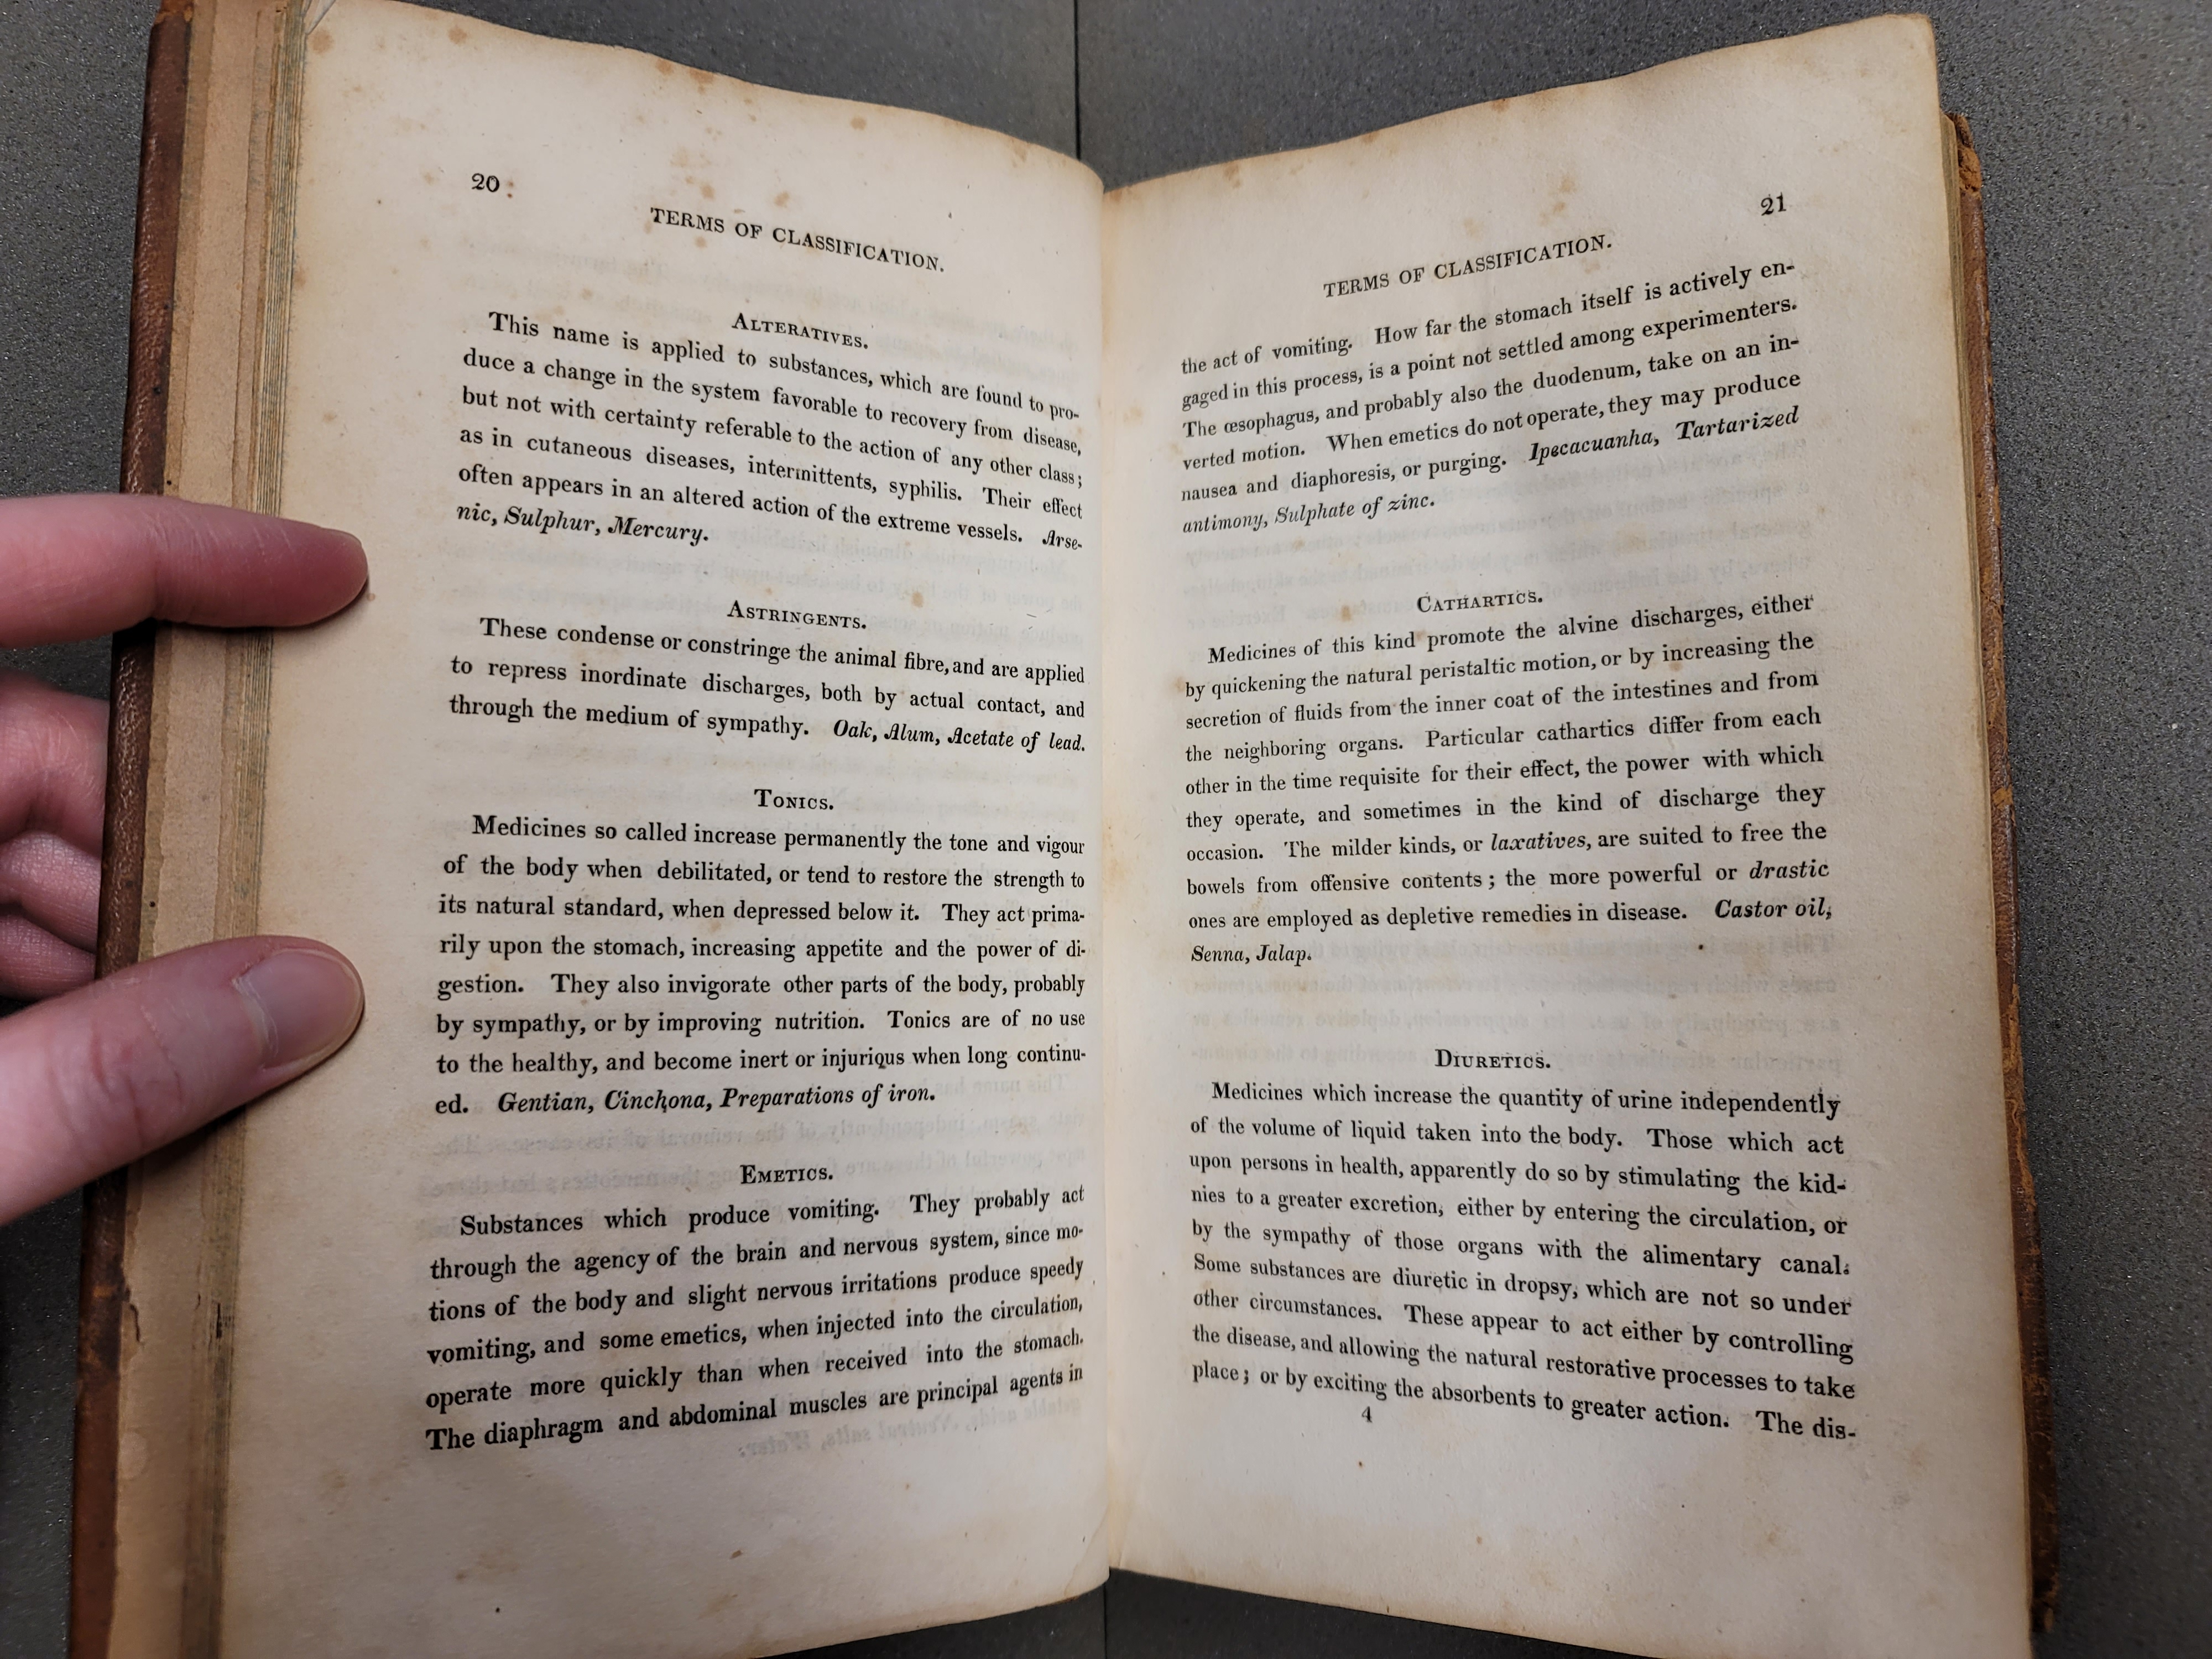 20
TERMS OF CLASSIFICATION.
ALTERATIVES.
This name is applied to substances, which are found to pro-
duce a change in the system favorable to recovery from disease,
but not with certainty referable to the action of any other class;
as in cutaneous diseases, intermittents, syphilis. Their effect
often appears in an altered action of the extreme vessels. Arse-
nic, Sulphur, Mercury.
ASTRINGENTS.
These condense or constringe the animal fibre, and are applied
to repress inordinate discharges, both by actual contact, and
through the medium of sympathy. Oak, Alum, Acetate of lead.
TONICS.
Medicines so called increase permanently the tone and vigour
of the body when debilitated, or tend to restore the strength to
its natural standard, when depressed below it. They act prima-
rily upon the stomach, increasing appetite and the power of di-
gestion. They also invigorate other parts of the body, probably
by sympathy, or by improving nutrition. Tonics are of no use
to the healthy, and become inert or injurious when long continu-
ed. Gentian, Cinchona, Preparations of iron.
EMETICS.
Substances which produce vomiting. They probably act
through the agency of the brain and nervous system, since mo-
tions of the body and slight nervous irritations produce speedy
vomiting, and some emetics, when injected into the circulation,
operate more quickly than when received into the stomach.
The diaphragm and abdominal muscles are principal agents in
21
TERMS OF CLASSIFICATION.
the act of vomiting. How far the stomach itself is actively en-
gaged in this process, is a point not settled among experimenters.
The œsophagus, and probably also the duodenum, take on an in-
verted motion. When emetics do not operate, they may produce
nausea and diaphoresis, or purging. Ipecacuanha, Tartarized
antimony, Sulphate of zinc.
CATHARTICS.
Medicines of this kind promote the alvine discharges, either
by quickening the natural peristaltic motion, or by increasing the
secretion of fluids from the inner coat of the intestines and from
the neighboring organs. Particular cathartics differ from each
other in the time requisite for their effect, the power with which
they operate, and sometimes in the kind of discharge they
occasion. The milder kinds, or laxatives, are suited to free the
bowels from offensive contents; the more powerful or drastic
ones are employed as depletive remedies in disease. Castor oil,
Senna, Jalap.
DIURETICS.
Medicines which increase the quantity of urine independently
of the volume of liquid taken into the body. Those which act
upon persons in health, apparently do so by stimulating the kid-
nies to a greater excretion, either by entering the circulation, or
by the sympathy of those organs with the alimentary canal.
Some substances are diuretic in dropsy, which are not so under
other circumstances. These appear to act either by controlling
the disease, and allowing the natural restorative processes to take
place; or by exciting the absorbents to greater action. The dis-
4